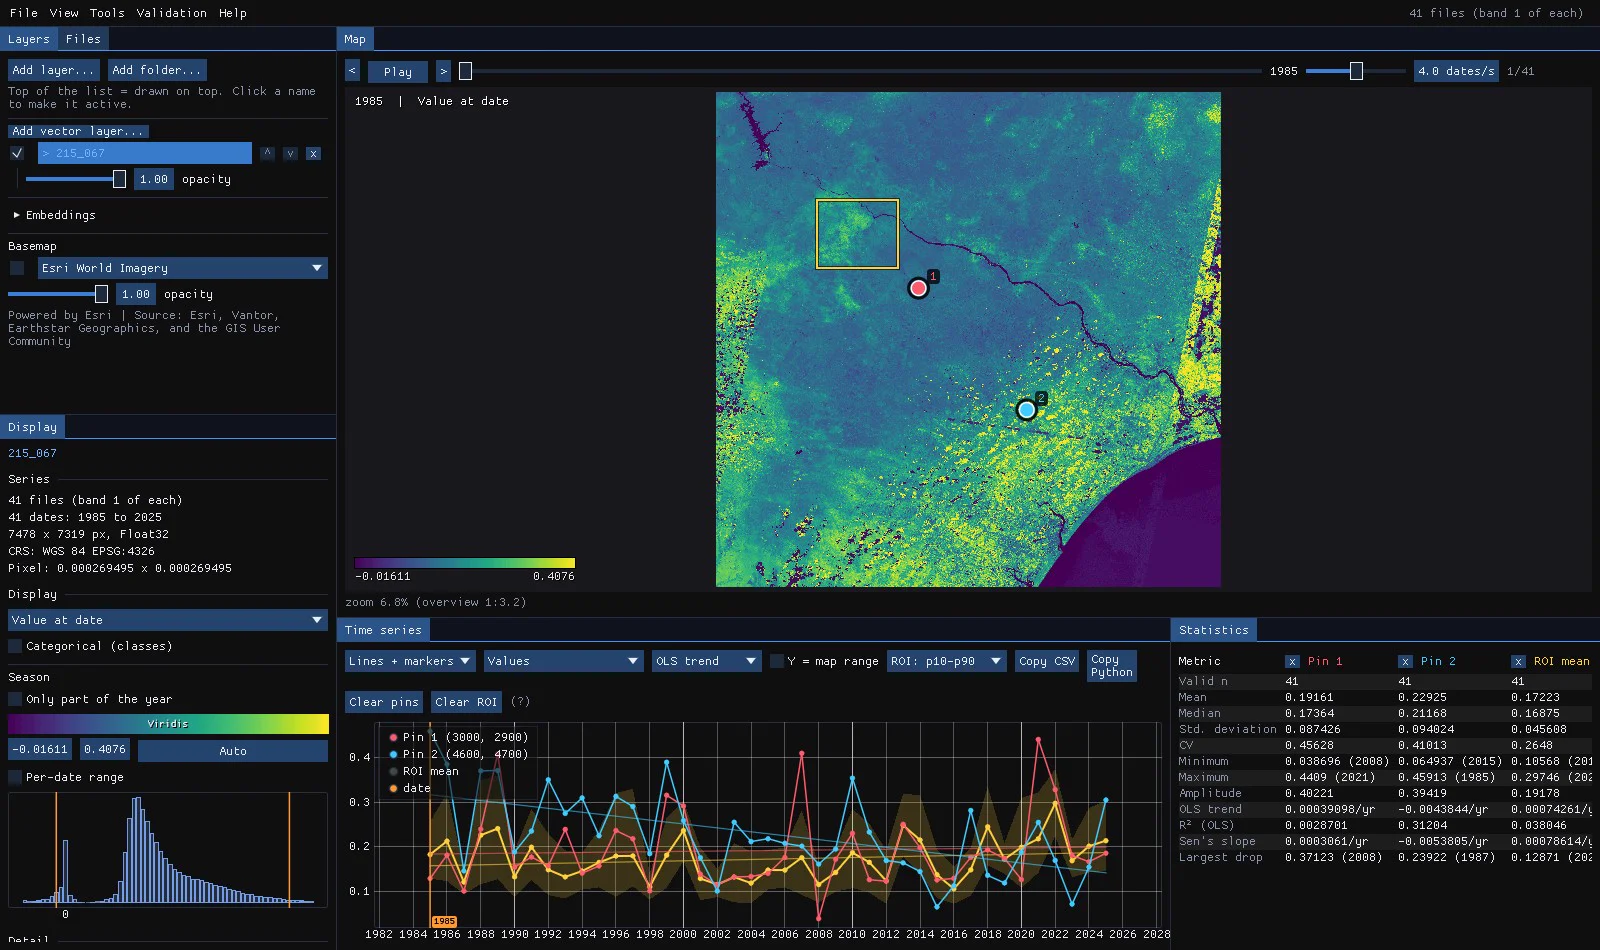 File View Tools Validation Help
41 files (band 1 of each)
Layers Files
Add layer... Add folder...
Top of the list = drawn on top. Click a name
to make it active.
Add vector layer...
> 215_067 ^ v x
1.00 opacity
Embeddings
Basemap
Esri World Imagery
1.00 opacity
Powered by Esri | Source: Esri, Vantor,
Earthstar Geographics, and the GIS User
Community
Display
215_067
Series
41 files (band 1 of each)
41 dates: 1985 to 2025
7478 x 7319 px, Float32
CRS: WGS 84 EPSG:4326
Pixel: 0.000269495 x 0.000269495
Display
Value at date
Categorical (classes)
Season
Only part of the year
Viridis
-0.01611 0.4076 Auto
Per-date range
0
Detail
Map
< Play > 1985 4.0 dates/s 1/41
1985 | Value at date
1
2
-0.01611 0.4076
zoom 6.8% (overview 1:3.2)
Time series
Lines + markers Values OLS trend Y = map range ROI: p10-p90 Copy CSV Copy Python
Clear pins Clear ROI (?)
Pin 1 (3000, 2900)
Pin 2 (4600, 4700)
ROI mean
date
0.4
0.3
0.2
0.1
1985
1982 1984 1986 1988 1990 1992 1994 1996 1998 2000 2002 2004 2006 2008 2010 2012 2014 2016 2018 2020 2022 2024 2026 2028
Statistics
Metric x Pin 1 x Pin 2 x ROI mean
Valid n 41 41 41
Mean 0.19161 0.22925 0.17223
Median 0.17364 0.21168 0.16875
Std. deviation 0.087426 0.094024 0.045608
CV 0.45628 0.41013 0.2648
Minimum 0.038696 (2008) 0.064937 (2015) 0.10568 (201
Maximum 0.4409 (2021) 0.45913 (1985) 0.29746 (202
Amplitude 0.40221 0.39419 0.19178
OLS trend 0.00039098/yr -0.0043844/yr 0.00074261/y
R² (OLS) 0.0028701 0.31204 0.038046
Sen's slope 0.0003061/yr -0.0053805/yr 0.00078614/y
Largest drop 0.37123 (2008) 0.23922 (1987) 0.12871 (202